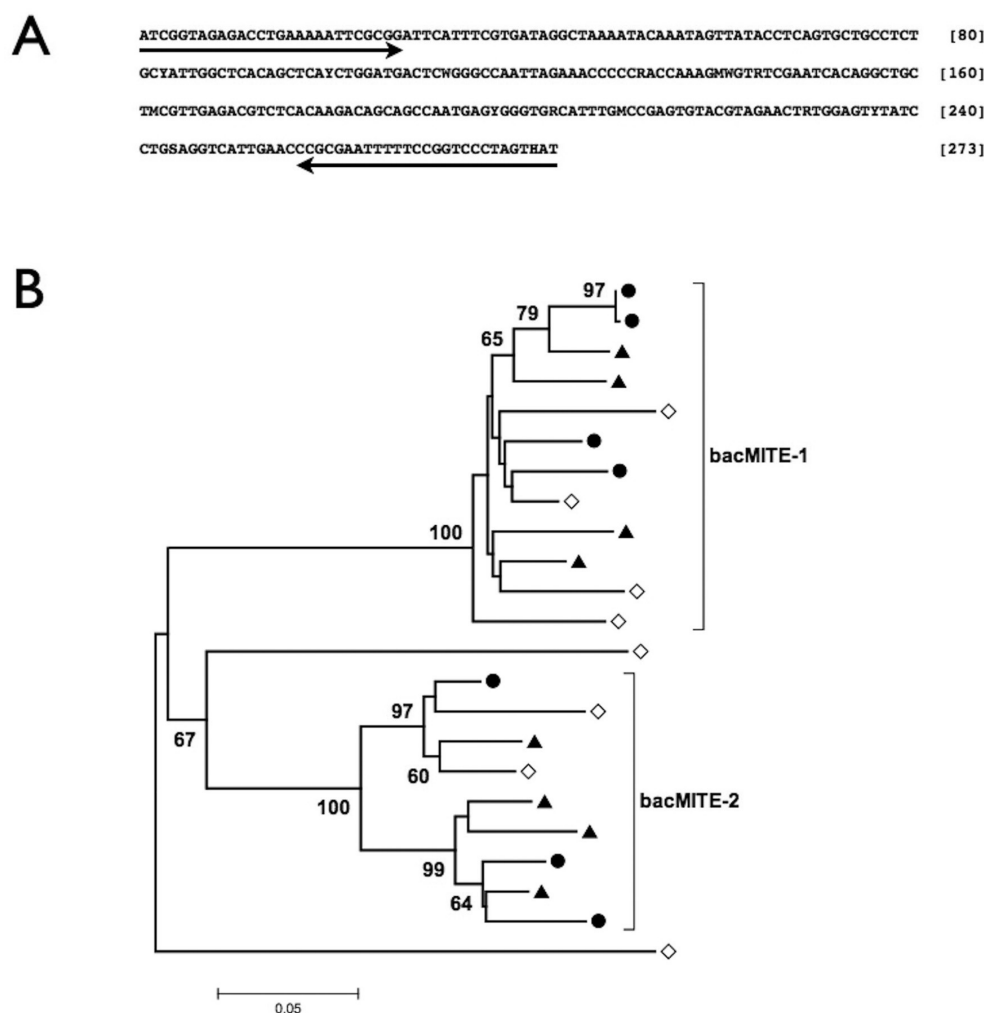 A
ATCGGTAGAGACCTGAAAAATTCGCGGATTCATTTCGTGATAGGCTAAAATACAAATAGTTATACCTCAGTGCTGCCTCT [80]
GCYATTGGCTCACAGCTCAYCTGGATGACTCWGGGCCAATTAGAAACCCCCRACCAAAGMWGTRTCGAATCACAGGCTGC [160]
TMCGTTGAGACGTCTCACAAGACAGCAGCCAATGAGYGGGTGRCATTTGMCCGAGTGTACGTAGAACTRTGGAGTYTATC [240]
CTGSAGGTCATTGAACCCGCGAATTTTTCCGGTCCCTAGTHAT [273]
B
97
79
65
bacMITE-1
100
97
67
60
100
bacMITE-2
99
64
0.05